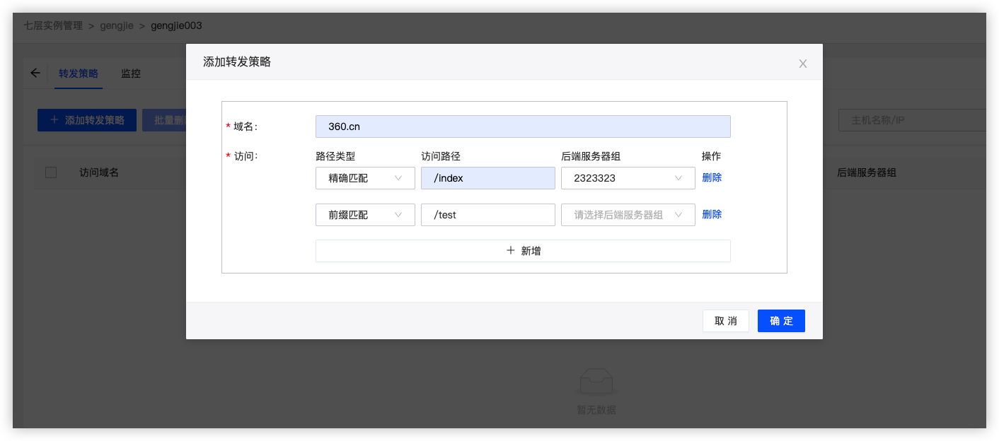 七层实例管理 > gengjie > gengjie003
添加转发策略
X
转发策略 监控
+ 添加转发策略 批量删
主机名称/IP
* 域名: 360.cn
* 访问: 路径类型 访问路径 后端服务器组 操作
访问域名
后端服务器组
精确匹配 /index 2323323 删除
前缀匹配 /test 请选择后端服务器组 删除
+ 新增
取 消 确 定
暂无数据